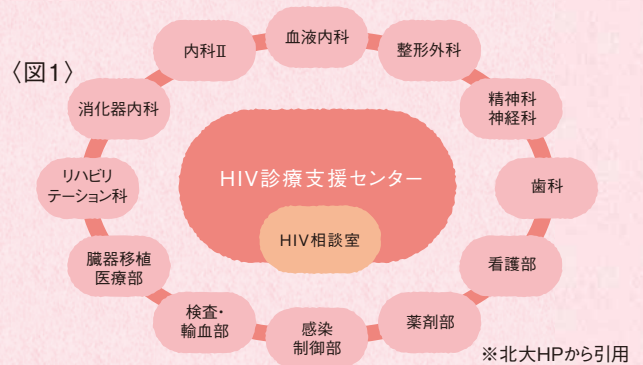 〈図1〉
血液内科
内科Ⅱ
整形外科
消化器内科
精神科
神経科
リハビリ
テーション科
HIV診療支援センター
歯科
HIV相談室
臓器移植
医療部
看護部
検査・
輸血部
感染
制御部
薬剤部
※北大HPから引用